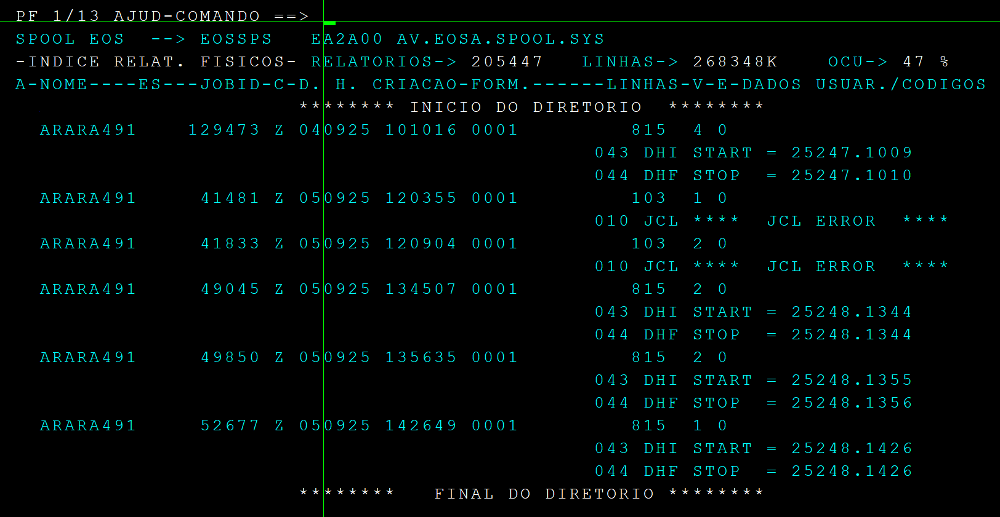 PF 1/13 AJUD-COMANDO ==>
SPOOL EOS  --> EOSSPS   EA2A00 AV.EOSA.SPOOL.SYS
-INDICE RELAT. FISICOS- RELATORIOS-> 205447   LINHAS-> 268348K    OCU-> 47 %
A-NOME----ES---JOBID-C-D. H. CRIACAO-FORM.------LINHAS-V-E-DADOS USUAR./CODIGOS
******** INICIO DO DIRETORIO  ********
ARARA491    129473 Z 040925 101016 0001         815  4 0
043 DHI START = 25247.1009
044 DHF STOP  = 25247.1010
ARARA491     41481 Z 050925 120355 0001         103  1 0
010 JCL ****  JCL ERROR  ****
ARARA491     41833 Z 050925 120904 0001         103  2 0
010 JCL ****  JCL ERROR  ****
ARARA491     49045 Z 050925 134507 0001         815  2 0
043 DHI START = 25248.1344
044 DHF STOP  = 25248.1344
ARARA491     49850 Z 050925 135635 0001         815  2 0
043 DHI START = 25248.1355
044 DHF STOP  = 25248.1356
ARARA491     52677 Z 050925 142649 0001         815  1 0
043 DHI START = 25248.1426
044 DHF STOP  = 25248.1426
********   FINAL DO DIRETORIO ********